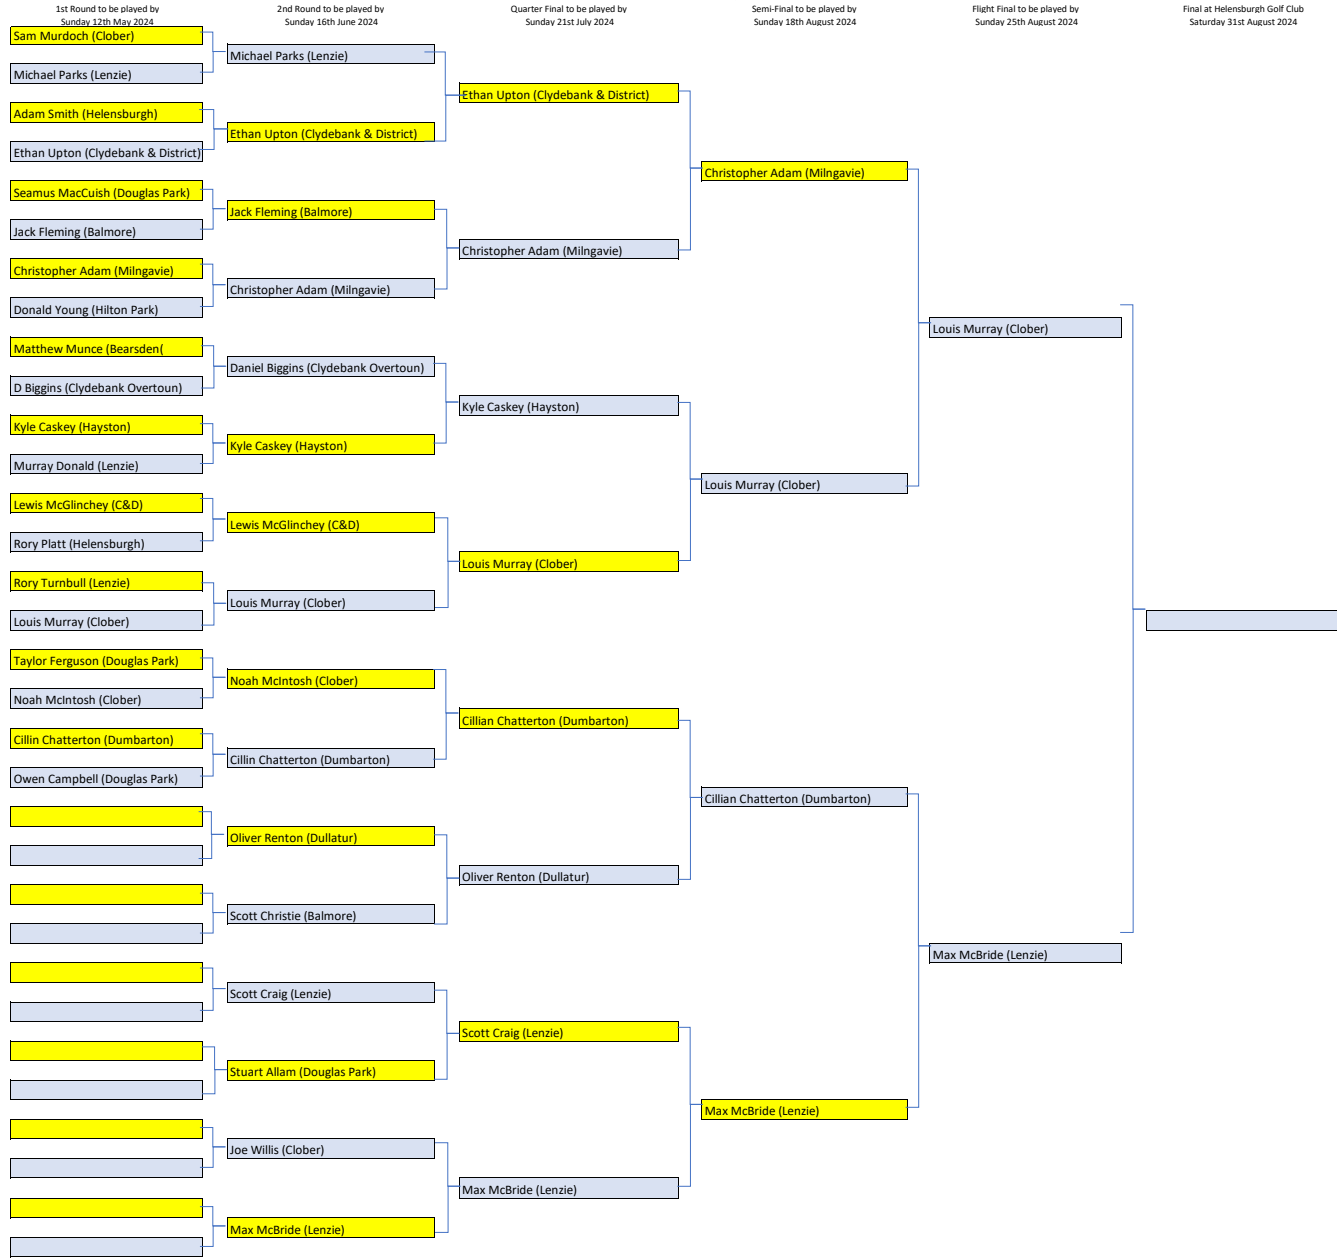 1st Round to be played by
Sunday 12th May 2024
2nd Round to be played by
Sunday 16th June 2024
Quarter Final to be played by
Sunday 21st July 2024
Semi-Final to be played by
Sunday 18th August 2024
Flight Final to be played by
Sunday 25th August 2024
Final at Helensburgh Golf Club
Saturday 31st August 2024
Sam Murdoch (Clober)
Michael Parks (Lenzie)
Adam Smith (Helensburgh)
Ethan Upton (Clydebank & District)
Seamus MacCuish (Douglas Park)
Jack Fleming (Balmore)
Christopher Adam (Milngavie)
Donald Young (Hilton Park)
Matthew Munce (Bearsden(
D Biggins (Clydebank Overtoun)
Kyle Caskey (Hayston)
Murray Donald (Lenzie)
Lewis McGlinchey (C&D)
Rory Platt (Helensburgh)
Rory Turnbull (Lenzie)
Louis Murray (Clober)
Taylor Ferguson (Douglas Park)
Noah McIntosh (Clober)
Cillin Chatterton (Dumbarton)
Owen Campbell (Douglas Park)
Michael Parks (Lenzie)
Ethan Upton (Clydebank & District)
Jack Fleming (Balmore)
Christopher Adam (Milngavie)
Daniel Biggins (Clydebank Overtoun)
Kyle Caskey (Hayston)
Lewis McGlinchey (C&D)
Louis Murray (Clober)
Noah McIntosh (Clober)
Cillin Chatterton (Dumbarton)
Oliver Renton (Dullatur)
Scott Christie (Balmore)
Scott Craig (Lenzie)
Stuart Allam (Douglas Park)
Joe Willis (Clober)
Max McBride (Lenzie)
Ethan Upton (Clydebank & District)
Christopher Adam (Milngavie)
Kyle Caskey (Hayston)
Louis Murray (Clober)
Cillian Chatterton (Dumbarton)
Oliver Renton (Dullatur)
Scott Craig (Lenzie)
Max McBride (Lenzie)
Christopher Adam (Milngavie)
Louis Murray (Clober)
Cillian Chatterton (Dumbarton)
Max McBride (Lenzie)
Louis Murray (Clober)
Max McBride (Lenzie)